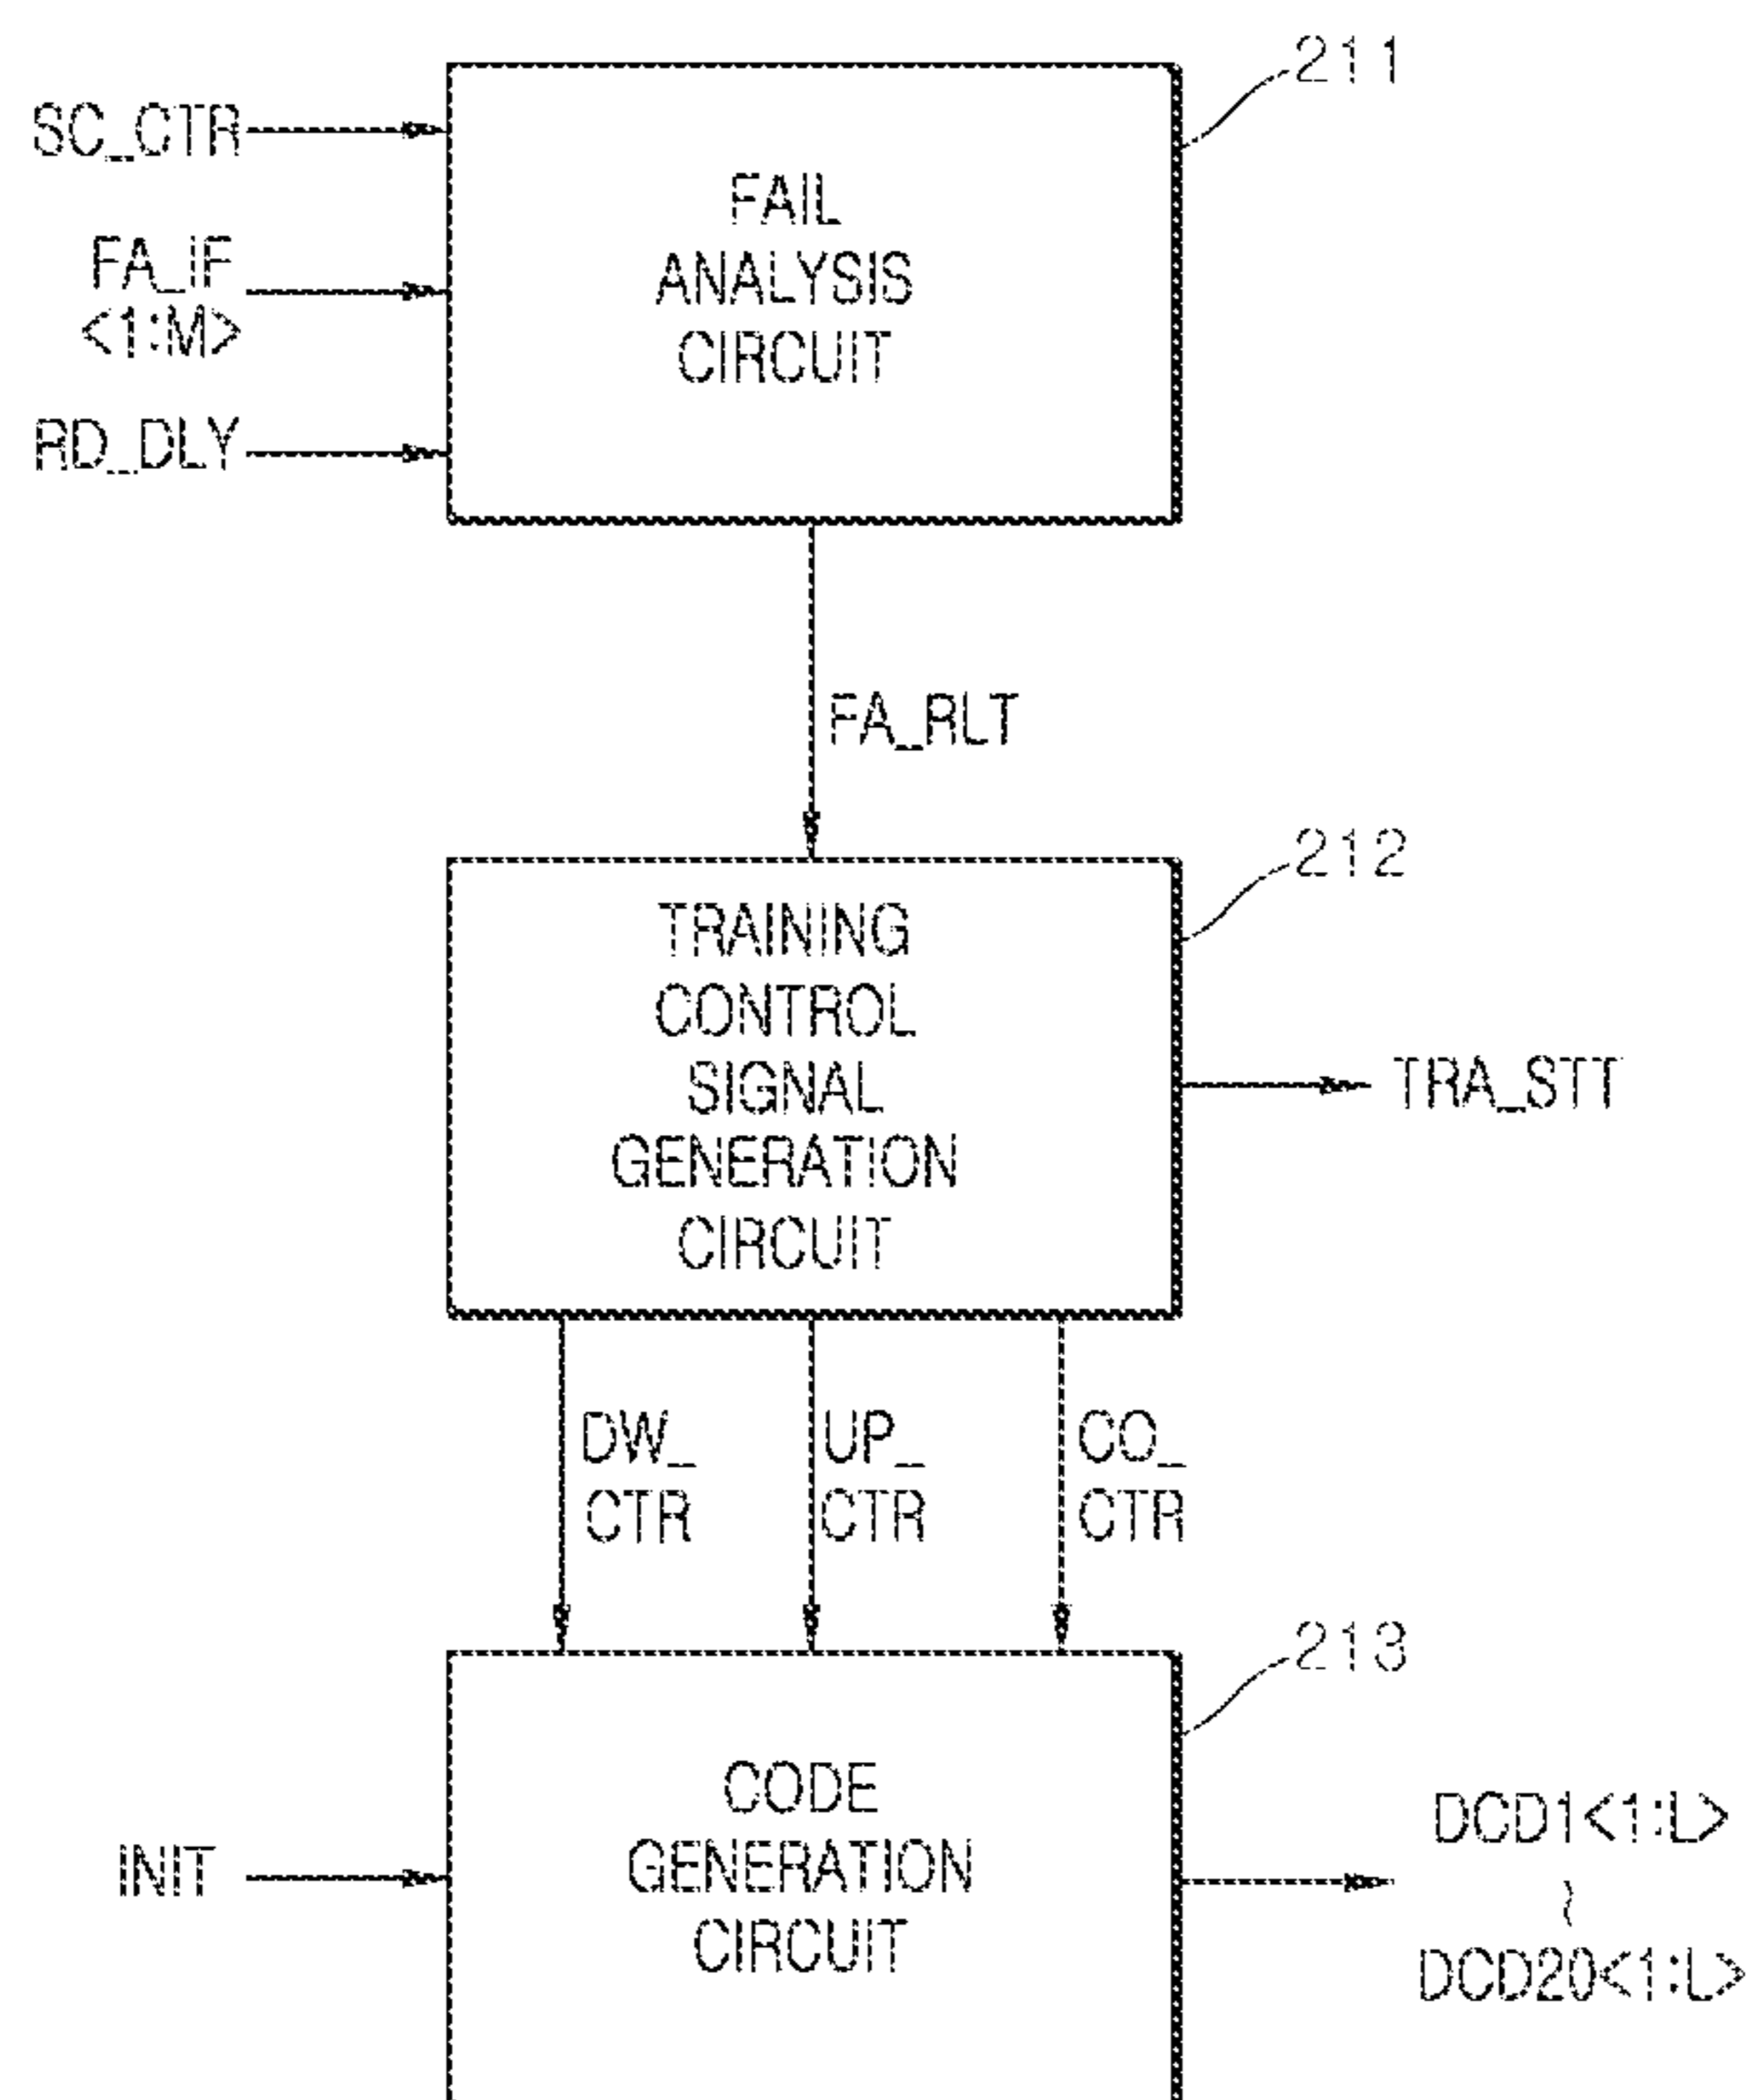 211
SC_CTR
FAIL
ANALYSIS
CIRCUIT
FA_IF
<1:M>
RD_DLY
FA_RLT
212
TRAINING
CONTROL
SIGNAL
GENERATION
CIRCUIT
TRA_STT
DW_
CTR
UP_
CTR
CO_
CTR
213
CODE
GENERATION
CIRCUIT
INIT
DCD1<1:L>
~
DCD20<1:L>